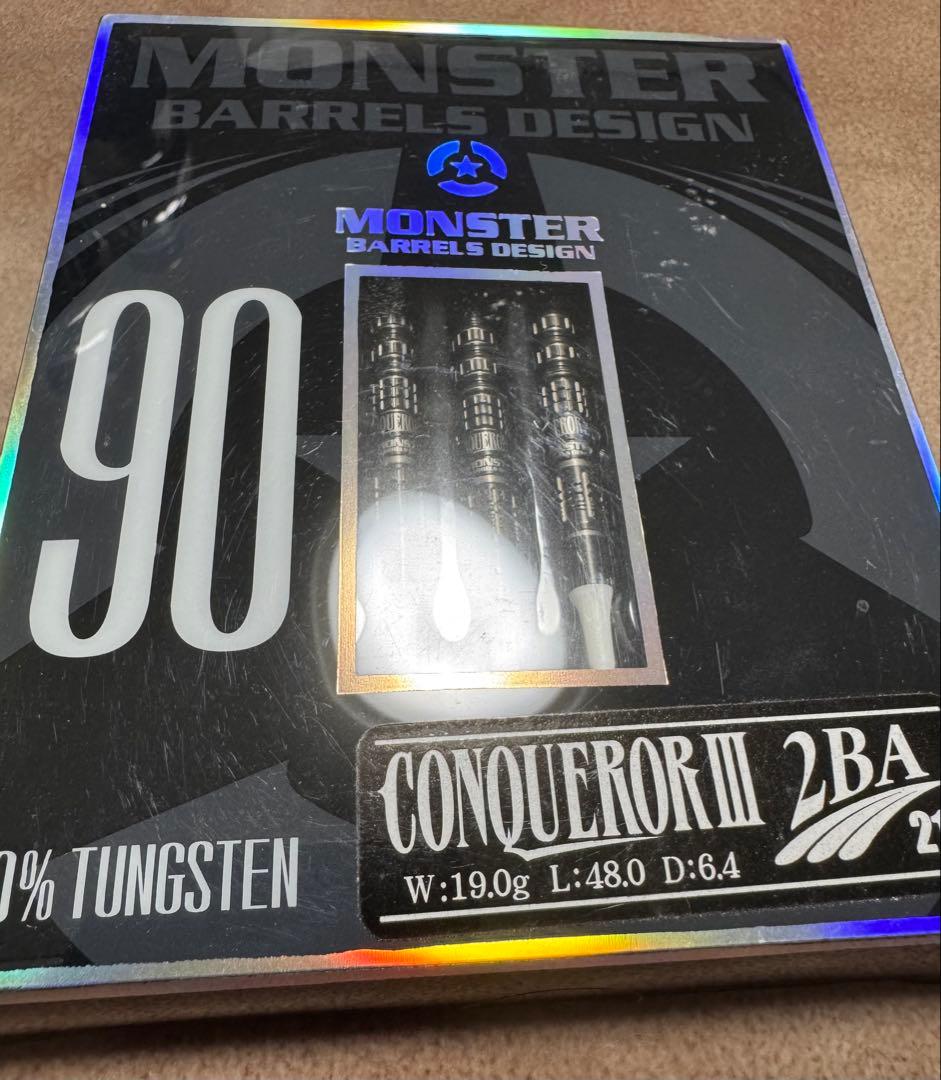 MONSTER
BARRELS DESIGN
MONSTER
BARRELS DESIGN
90
CONQUEROR III 2BA
W:19.0g L:48.0 D:6.4
% TUNGSTEN